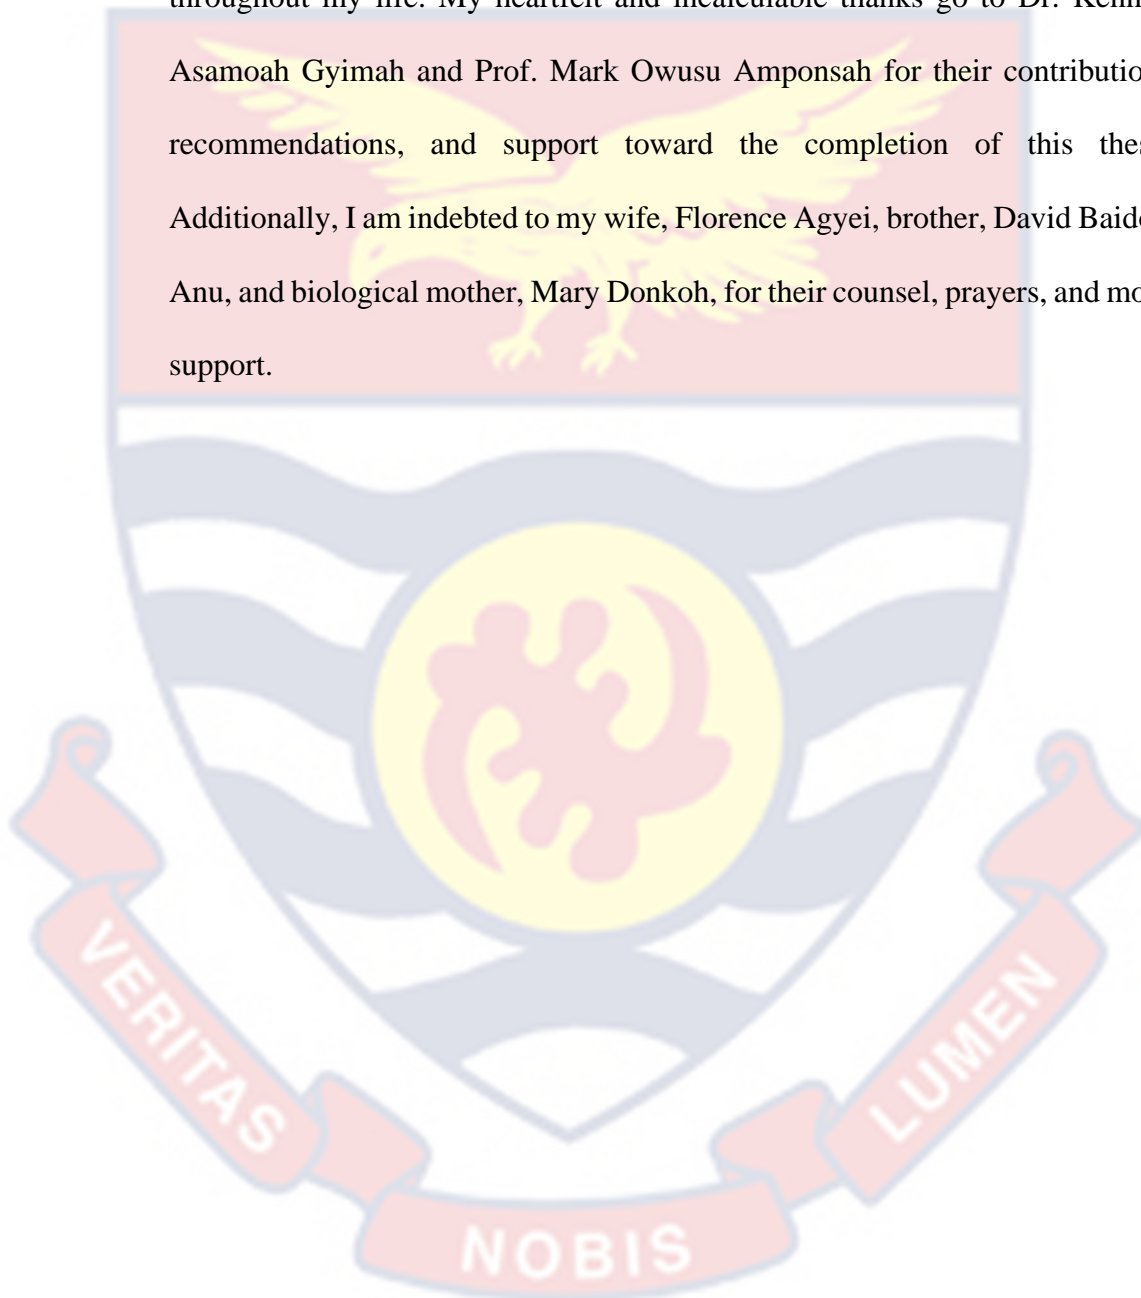 throughout my life. My heartfelt and incalculable thanks go to Dr.
Asamoah Gyimah and Prof. Mark Owusu Amponsah for their
recommendations, and support toward the completion of this
Additionally, I am indebted to my wife, Florence Agyei, brother, David
Anu, and biological mother, Mary Donkoh, for their counsel, prayers, and
support.
VERITAS
NOBIS
LUMEN